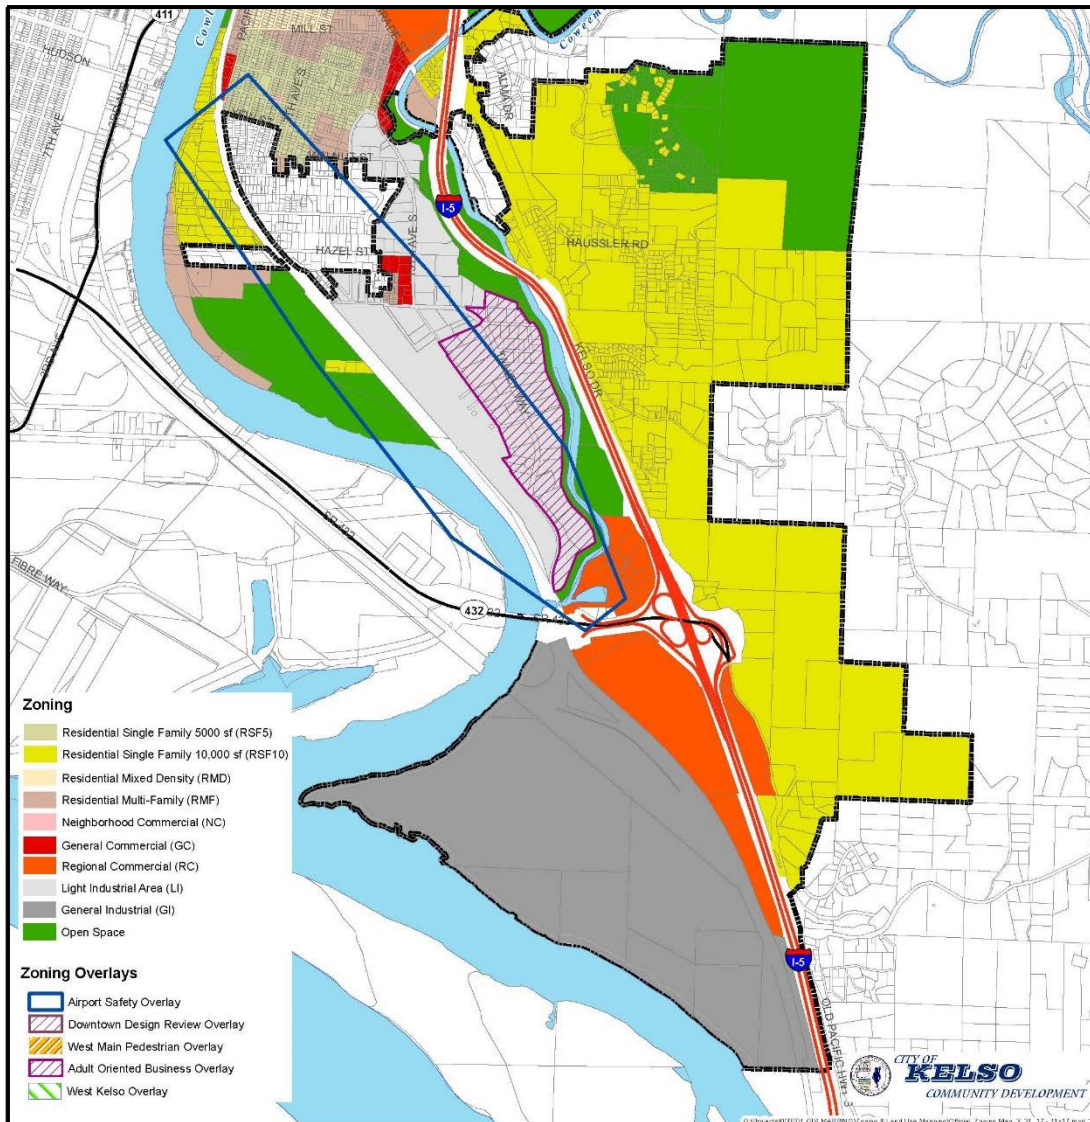 411
MILL ST
HUDSON
7TH AVE
HAZEL ST
I-5
HAUSSLER RD
KELSO DR
FIBRE WAY
432
I-5
OLD PACIFIC HWY S
Zoning
Residential Single Family 5000 sf (RSF5)
Residential Single Family 10,000 sf (RSF10)
Residential Mixed Density (RMD)
Residential Multi-Family (RMF)
Neighborhood Commercial (NC)
General Commercial (GC)
Regional Commercial (RC)
Light Industrial Area (LI)
General Industrial (GI)
Open Space
Zoning Overlays
Airport Safety Overlay
Downtown Design Review Overlay
West Main Pedestrian Overlay
Adult Oriented Business Overlay
West Kelso Overlay
CITY OF
KELSO
COMMUNITY DEVELOPMENT